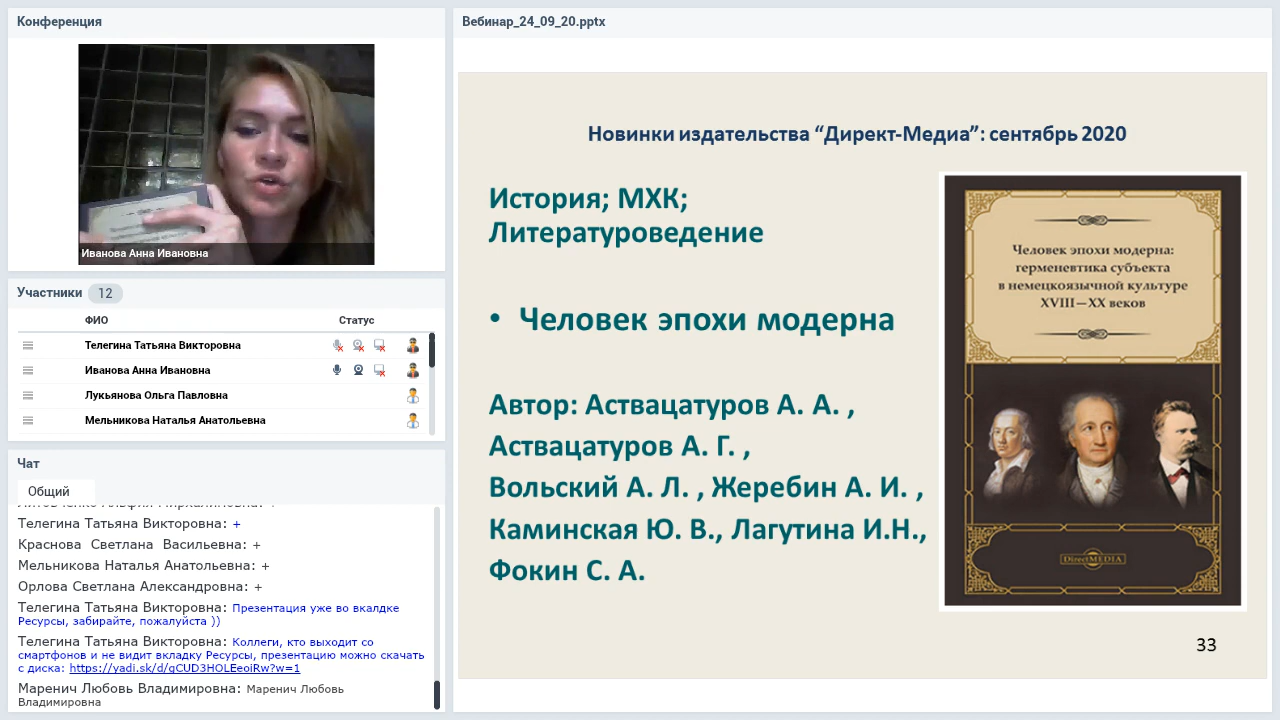 Конференция
Иванова Анна Ивановна
Участники 12
ФИО Статус
Телегина Татьяна Викторовна
Иванова Анна Ивановна
Лукьянова Ольга Павловна
Мельникова Наталья Анатольевна
Чат
Общий
Телегина Татьяна Викторовна: +
Краснова Светлана Васильевна: +
Мельникова Наталья Анатольевна: +
Орлова Светлана Александровна: +
Телегина Татьяна Викторовна: Презентация уже во вкалдке
Ресурсы, забирайте, пожалуйста ))
Телегина Татьяна Викторовна: Коллеги, кто выходит со
смартфонов и не видит вкладку Ресурсы, презентацию можно скачать
с диска: https://yadi.sk/d/gCUD3HOLEeoiRw?w=1
Маренич Любовь Владимировна: Маренич Любовь
Владимировна
Вебинар_24_09_20.pptx
Новинки издательства “Директ-Медиа”: сентябрь 2020
История; МХК;
Литературоведение
• Человек эпохи модерна
Автор: Аствацатуров А. А. ,
Аствацатуров А. Г. ,
Вольский А. Л. , Жеребин А. И. ,
Каминская Ю. В., Лагутина И.Н.,
Фокин С. А.
Человек эпохи модерна:
герменевтика субъекта
в немецкоязычной культуре
XVIII—XX веков
DirectMEDIA
33